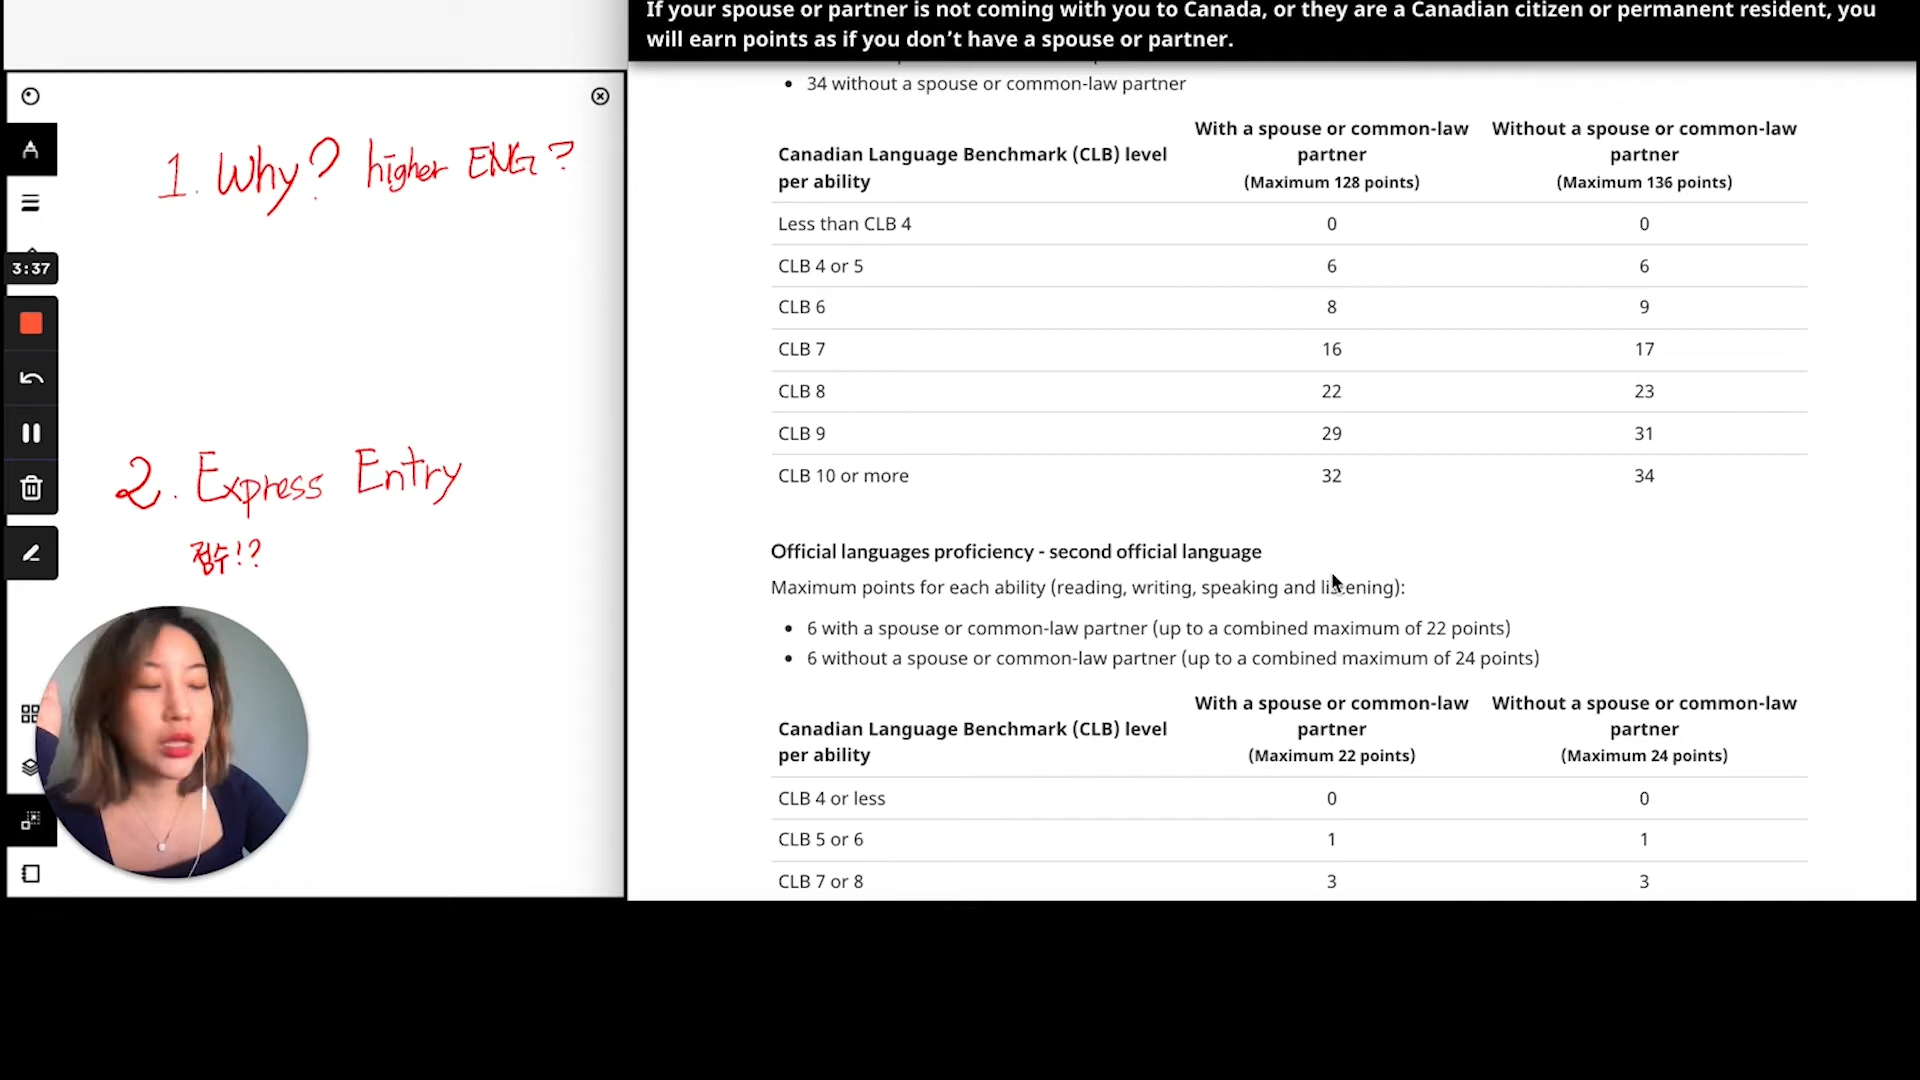 If your spouse or partner is not coming with you to Canada, or they are a Canadian citizen or permanent resident, you
will earn points as if you don’t have a spouse or partner.
1. Why? higher ENG?
3:37
2. Express Entry
점수!?
• 34 without a spouse or common-law partner
Canadian Language Benchmark (CLB) level
per ability
With a spouse or common-law
partner
(Maximum 128 points)
Without a spouse or common-law
partner
(Maximum 136 points)
Less than CLB 4 0 0
CLB 4 or 5 6 6
CLB 6 8 9
CLB 7 16 17
CLB 8 22 23
CLB 9 29 31
CLB 10 or more 32 34
Official languages proficiency - second official language
Maximum points for each ability (reading, writing, speaking and listening):
• 6 with a spouse or common-law partner (up to a combined maximum of 22 points)
• 6 without a spouse or common-law partner (up to a combined maximum of 24 points)
Canadian Language Benchmark (CLB) level
per ability
With a spouse or common-law
partner
(Maximum 22 points)
Without a spouse or common-law
partner
(Maximum 24 points)
CLB 4 or less 0 0
CLB 5 or 6 1 1
CLB 7 or 8 3 3